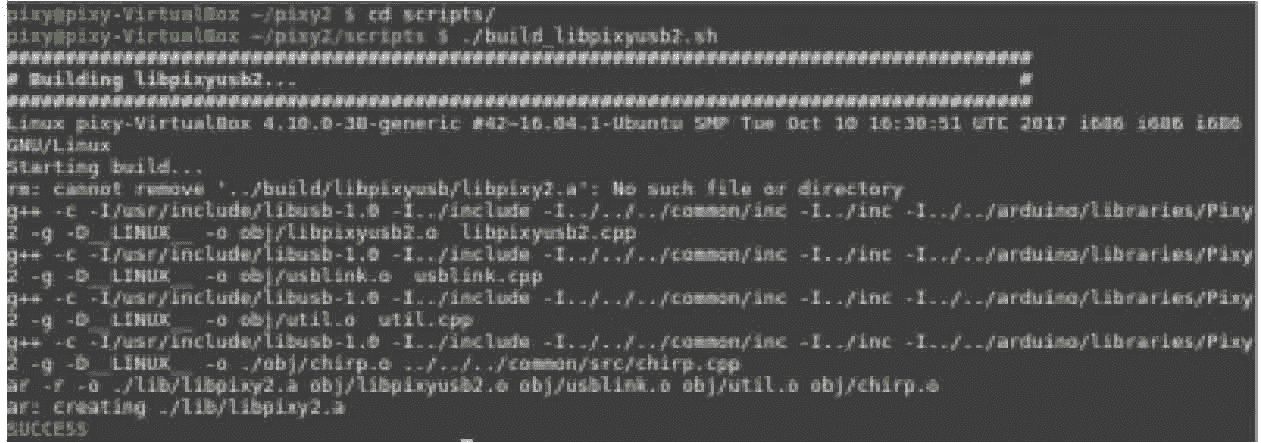 pixy@pixy-VirtualBox ~/pixy2 $ cd scripts/
pixy@pixy-VirtualBox ~/pixy2/scripts $ ./build_libpixyusb2.sh
################################################################################
# Building libpixyusb2...                                                      #
################################################################################
Linux pixy-VirtualBox 4.10.0-38-generic #42~16.04.1-Ubuntu SMP Tue Oct 10 16:30:51 UTC 2017 i686 i686 i686
GNU/Linux
Starting build...
rm: cannot remove '../build/libpixyusb/libpixy2.a': No such file or directory
g++ -c -I/usr/include/libusb-1.0 -I../include -I../../../common/inc -I../inc -I../../arduino/libraries/Pixy
2 -g -D__LINUX__ -o obj/libpixyusb2.o  libpixyusb2.cpp
g++ -c -I/usr/include/libusb-1.0 -I../include -I../../../common/inc -I../inc -I../../arduino/libraries/Pixy
2 -g -D__LINUX__ -o obj/usblink.o  usblink.cpp
g++ -c -I/usr/include/libusb-1.0 -I../include -I../../../common/inc -I../inc -I../../arduino/libraries/Pixy
2 -g -D__LINUX__ -o obj/util.o  util.cpp
g++ -c -I/usr/include/libusb-1.0 -I../include -I../../../common/inc -I../inc -I../../arduino/libraries/Pixy
2 -g -D__LINUX__ -o ./obj/chirp.o ../../../common/src/chirp.cpp
ar -r -o ./lib/libpixy2.a obj/libpixyusb2.o obj/usblink.o obj/util.o obj/chirp.o
ar: creating ./lib/libpixy2.a
SUCCESS